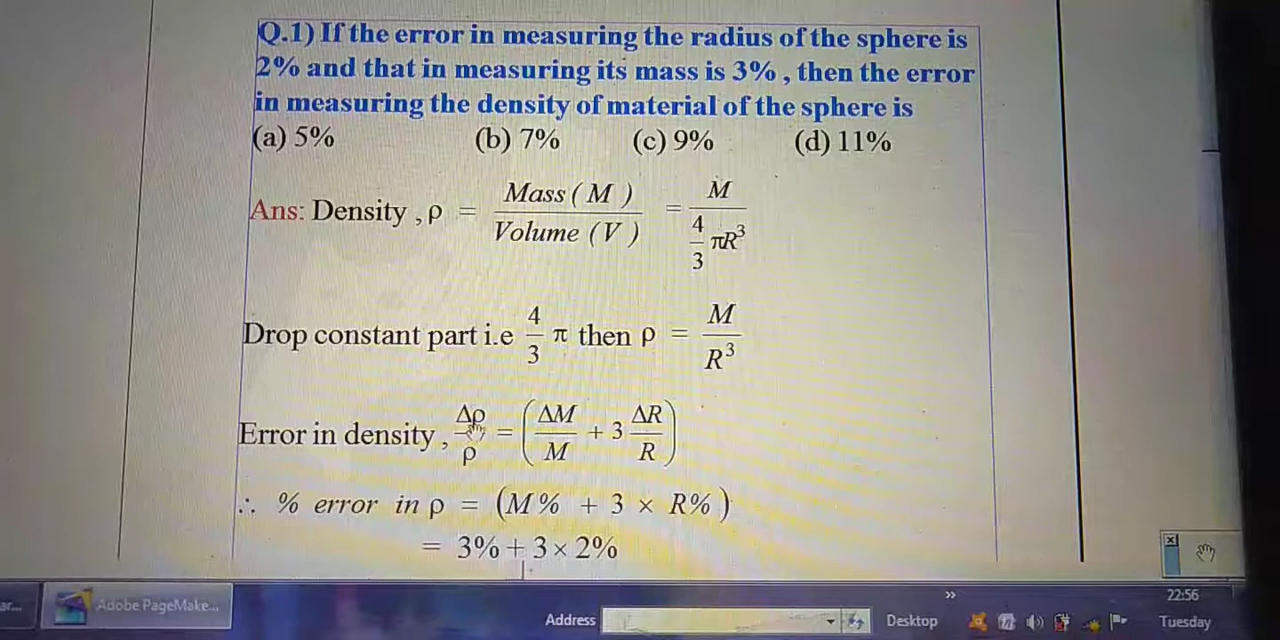 Q.1) If the error in measuring the radius of the sphere is
2% and that in measuring its mass is 3% , then the error
in measuring the density of material of the sphere is
(a) 5% (b) 7% (c) 9% (d) 11%
Ans: Density , ρ = Mass ( M ) / Volume ( V ) = M / 4/3 πR³
Drop constant part i.e 4/3 π then ρ = M / R³
Error in density , Δρ/ρ = (ΔM/M + 3 ΔR/R)
∴ % error in ρ = (M% + 3 × R%)
= 3% + 3 × 2%
Adobe PageMake...
Address
Desktop
22:56
Tuesday